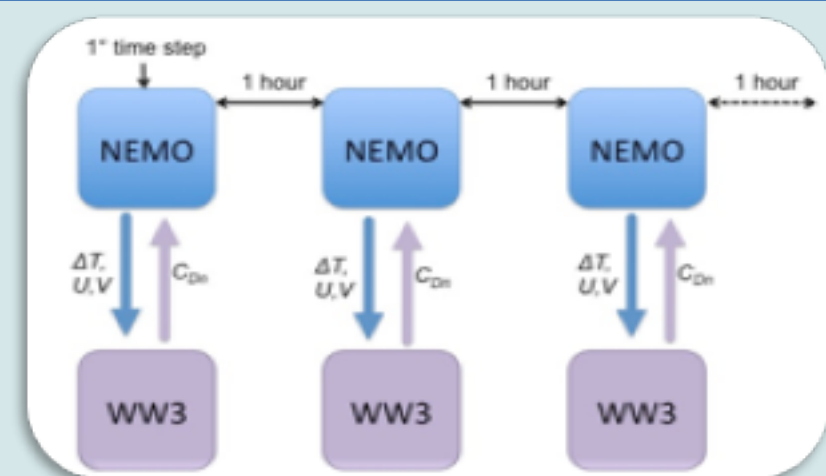 1° time step
1 hour
1 hour
1 hour
NEMO
NEMO
NEMO
ΔT,
U,V
C_Dn
ΔT,
U,V
C_Dn
ΔT,
U,V
C_Dn
WW3
WW3
WW3